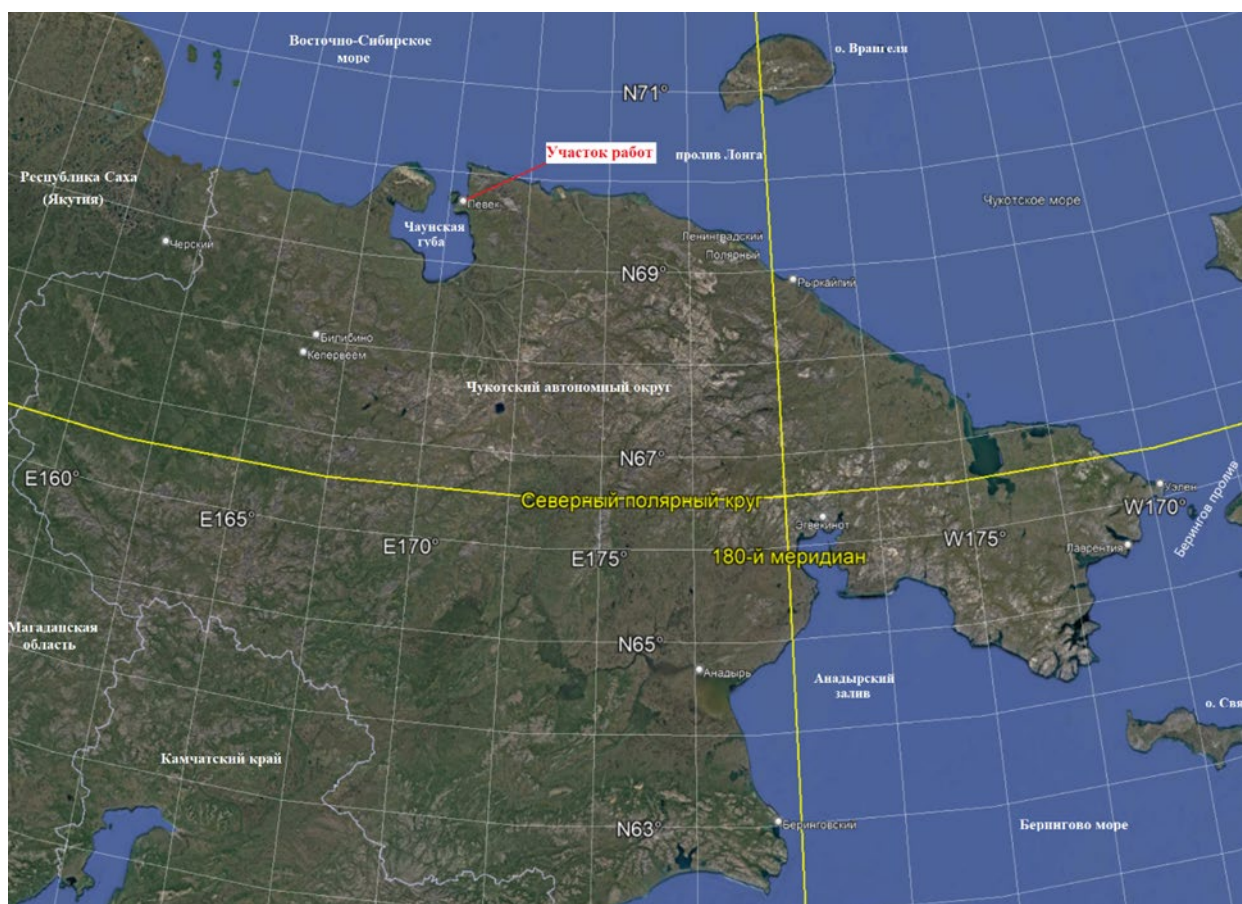 Восточно-Сибирское
море
о. Врангеля
N71°
Участок работ
пролив Лонга
Республика Саха
(Якутия)
Певек
Чукотское море
Чаунская
губа
Черский
Ленинградский
Полярный
N69°
Рыркайпий
Билибино
Кепервеем
Чукотский автономный округ
N67°
E160°
Северный полярный круг
Уэлен
W170°
Берингов пролив
E165°
Эгвекинот
E170°
W175°
E175°
180-й меридиан
Лаврентия
Магаданская
область
N65°
Анадырь
Анадырский
залив
о. Свя
Камчатский край
N63°
Беринговский
Берингово море